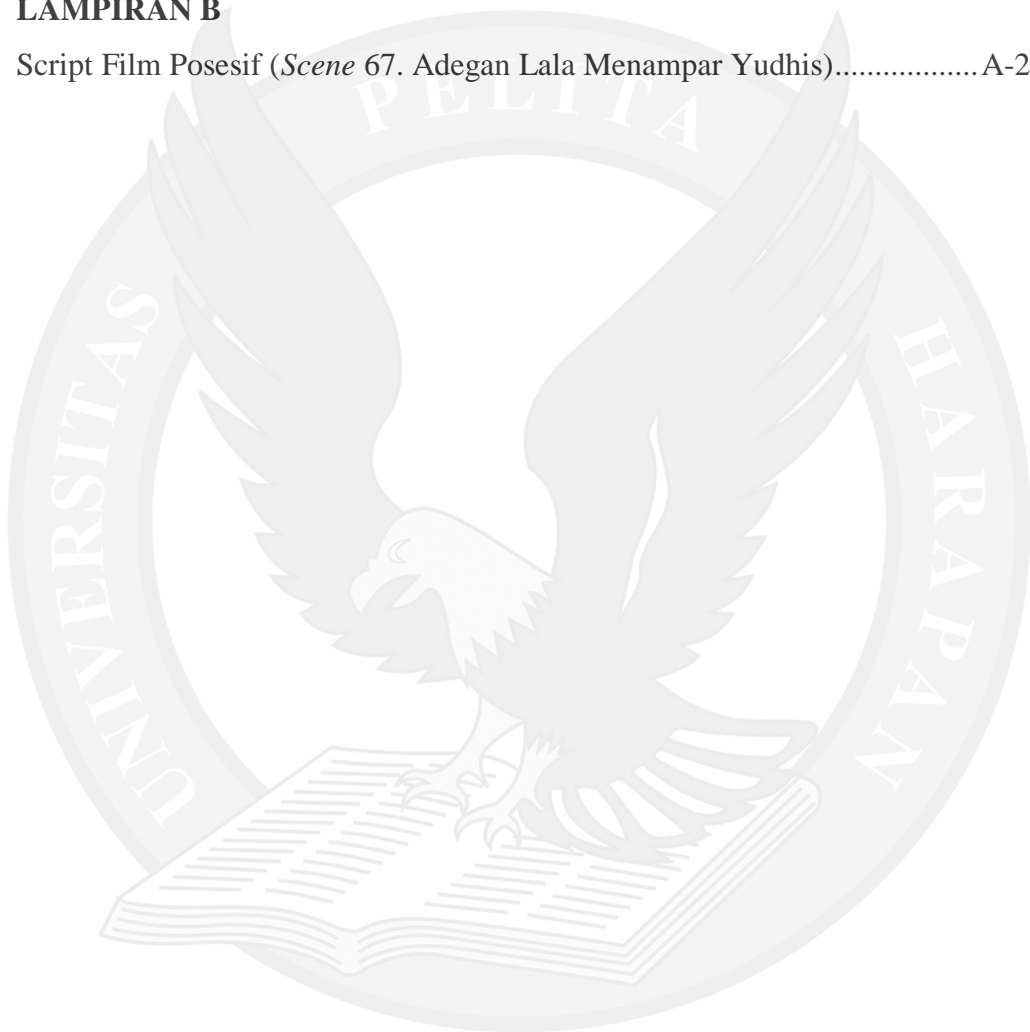 LAMPIRAN B
Script Film Posesif (Scene 67. Adegan Lala Menampar Yudhis)..................A-2
UNIVERSITAS
PELITA
HARAPAN